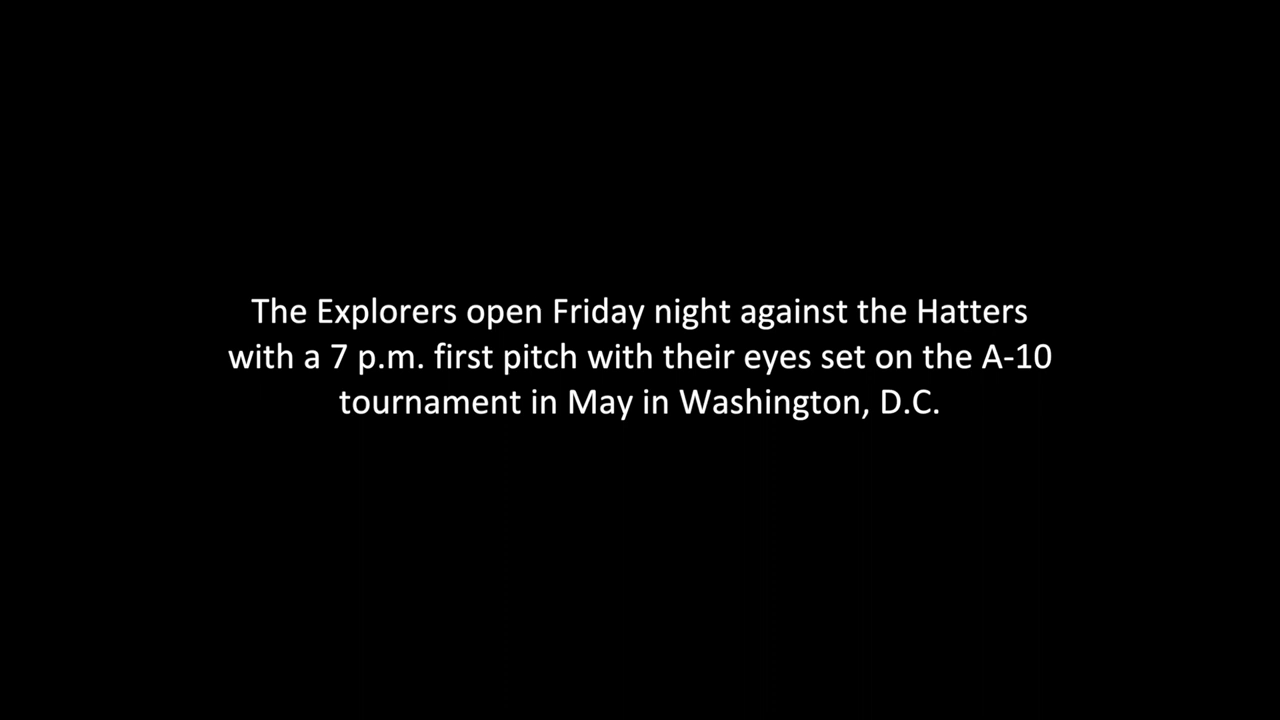 The Explorers open Friday night against the Hatters
with a 7 p.m. first pitch with their eyes set on the A-10
tournament in May in Washington, D.C.